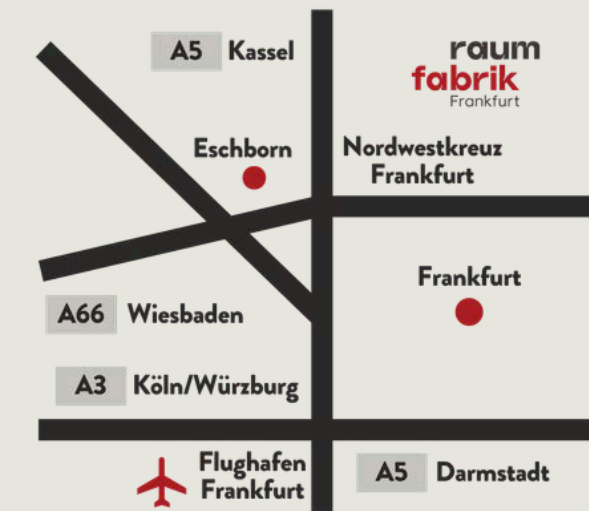 A5 Kassel
raum
fabrik
Frankfurt
Eschborn
Nordwestkreuz
Frankfurt
Frankfurt
A66 Wiesbaden
A3 Köln/Würzburg
Flughafen
Frankfurt
A5 Darmstadt